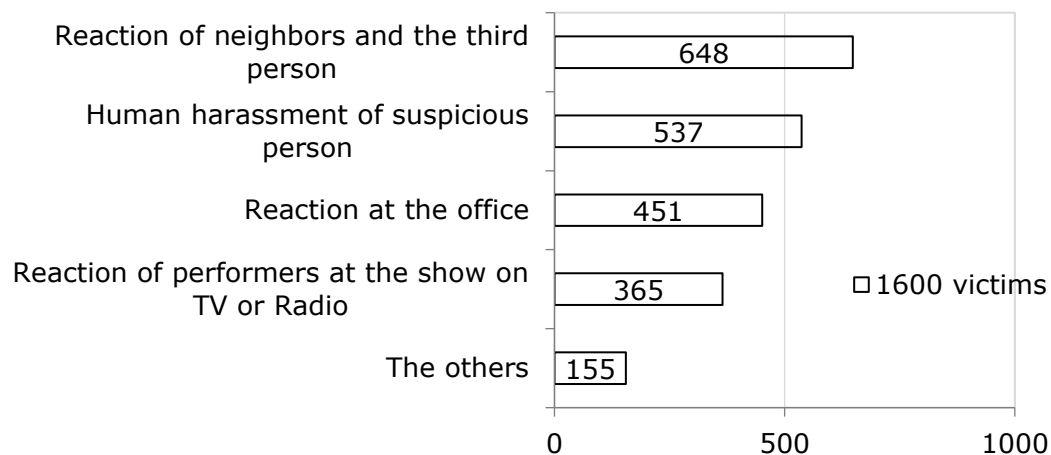 Reaction of neighbors and the third
person
648
Human harassment of suspicious
person
537
Reaction at the office
451
Reaction of performers at the show on
TV or Radio
365
1600 victims
The others
155
0
500
1000